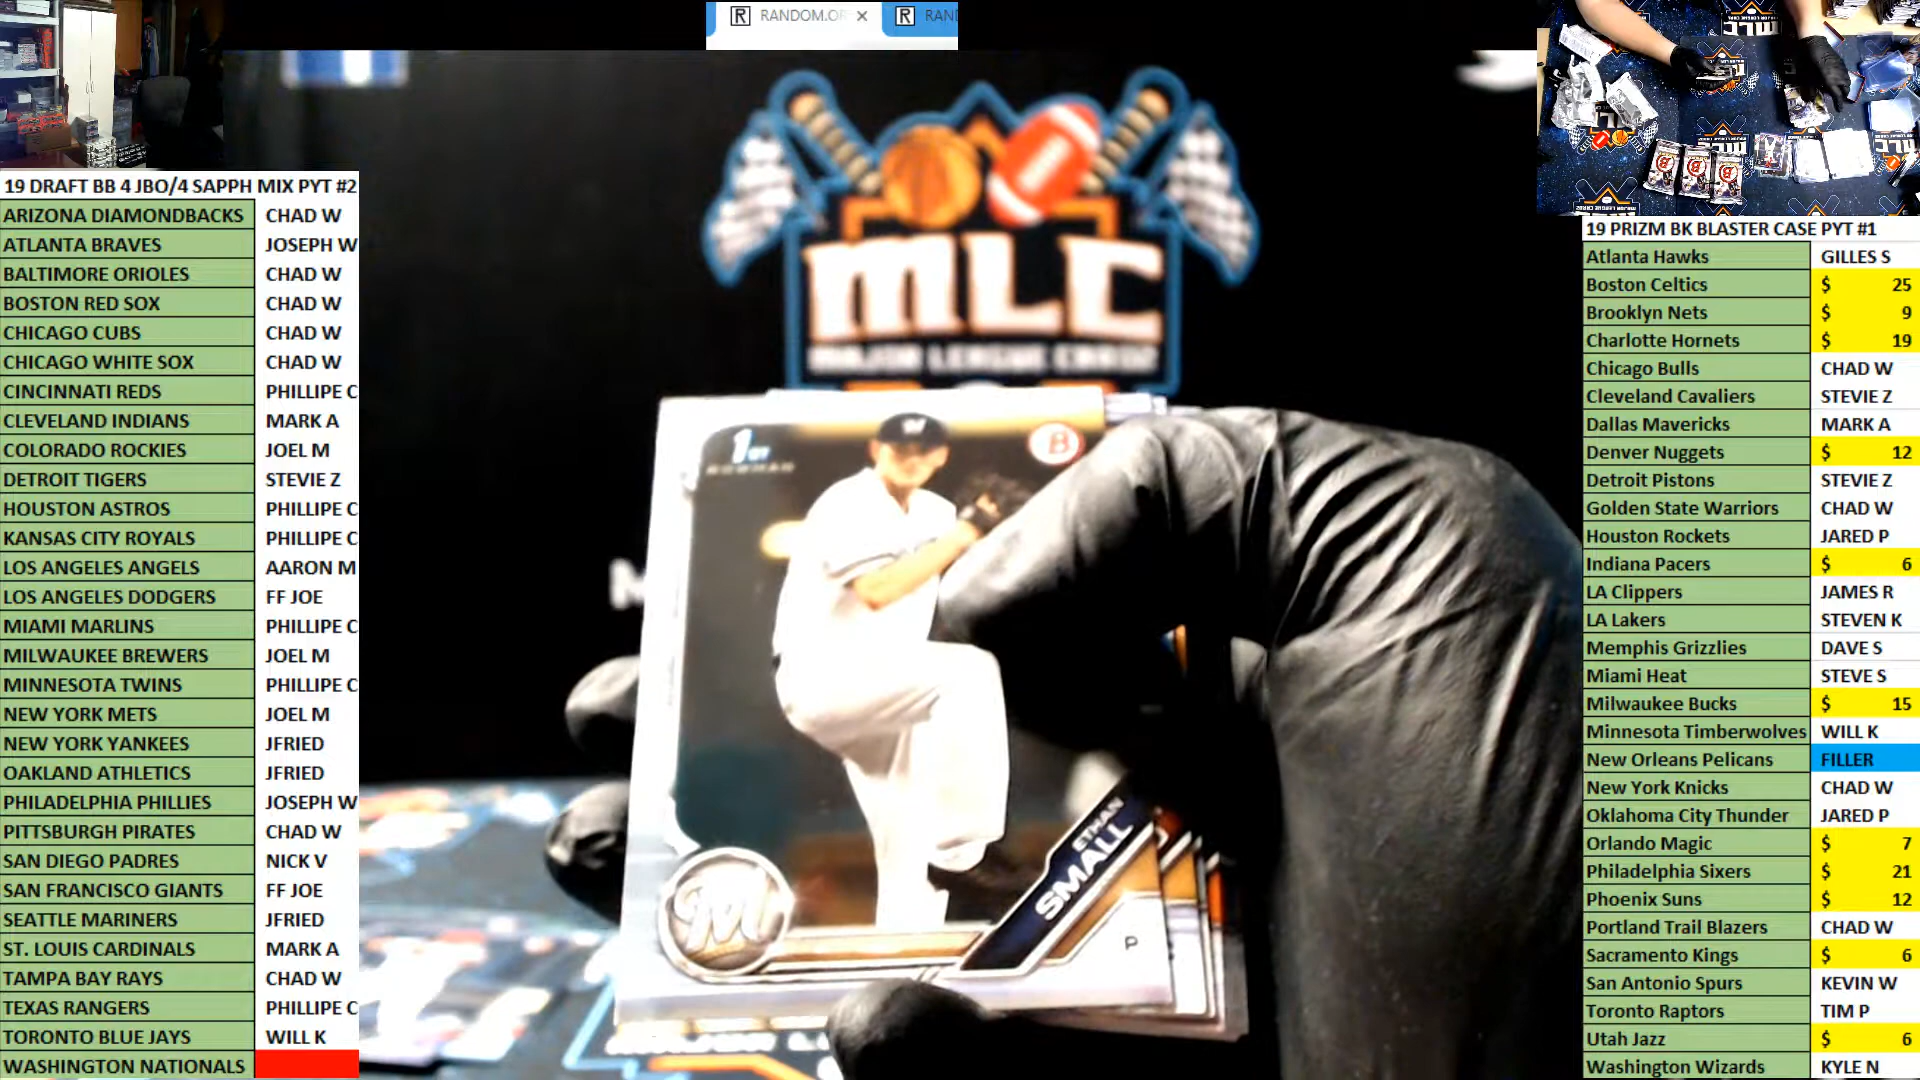 RANDOM.OR
RAND
19 DRAFT BB 4 JBO/4 SAPPH MIX PYT #2
ARIZONA DIAMONDBACKS CHAD W
ATLANTA BRAVES JOSEPH W
BALTIMORE ORIOLES CHAD W
BOSTON RED SOX CHAD W
CHICAGO CUBS CHAD W
CHICAGO WHITE SOX CHAD W
CINCINNATI REDS PHILLIPE C
CLEVELAND INDIANS MARK A
COLORADO ROCKIES JOEL M
DETROIT TIGERS STEVIE Z
HOUSTON ASTROS PHILLIPE C
KANSAS CITY ROYALS PHILLIPE C
LOS ANGELES ANGELS AARON M
LOS ANGELES DODGERS FF JOE
MIAMI MARLINS PHILLIPE C
MILWAUKEE BREWERS JOEL M
MINNESOTA TWINS PHILLIPE C
NEW YORK METS JOEL M
NEW YORK YANKEES JFRIED
OAKLAND ATHLETICS JFRIED
PHILADELPHIA PHILLIES JOSEPH W
PITTSBURGH PIRATES CHAD W
SAN DIEGO PADRES NICK V
SAN FRANCISCO GIANTS FF JOE
SEATTLE MARINERS JFRIED
ST. LOUIS CARDINALS MARK A
TAMPA BAY RAYS CHAD W
TEXAS RANGERS PHILLIPE C
TORONTO BLUE JAYS WILL K
WASHINGTON NATIONALS
MLC
MAJOR LEAGUE CARDZ
1ST
BOWMAN
B
W
ETHAN
SMALL
P
M
19 PRIZM BK BLASTER CASE PYT #1
Atlanta Hawks GILLES S
Boston Celtics $ 25
Brooklyn Nets $ 9
Charlotte Hornets $ 19
Chicago Bulls CHAD W
Cleveland Cavaliers STEVIE Z
Dallas Mavericks MARK A
Denver Nuggets $ 12
Detroit Pistons STEVIE Z
Golden State Warriors CHAD W
Houston Rockets JARED P
Indiana Pacers $ 6
LA Clippers JAMES R
LA Lakers STEVEN K
Memphis Grizzlies DAVE S
Miami Heat STEVE S
Milwaukee Bucks $ 15
Minnesota Timberwolves WILL K
New Orleans Pelicans FILLER
New York Knicks CHAD W
Oklahoma City Thunder JARED P
Orlando Magic $ 7
Philadelphia Sixers $ 21
Phoenix Suns $ 12
Portland Trail Blazers CHAD W
Sacramento Kings $ 6
San Antonio Spurs KEVIN W
Toronto Raptors TIM P
Utah Jazz $ 6
Washington Wizards KYLE N